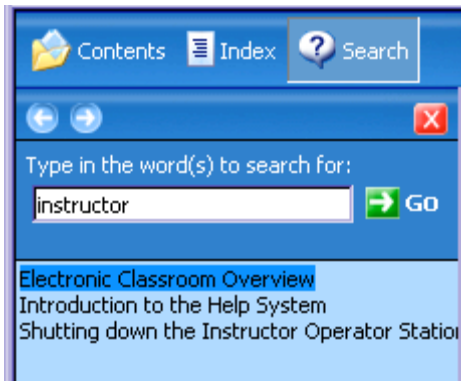 Contents Index Search
Type in the word(s) to search for:
instructor Go
Electronic Classroom Overview
Introduction to the Help System
Shutting down the Instructor Operator Station